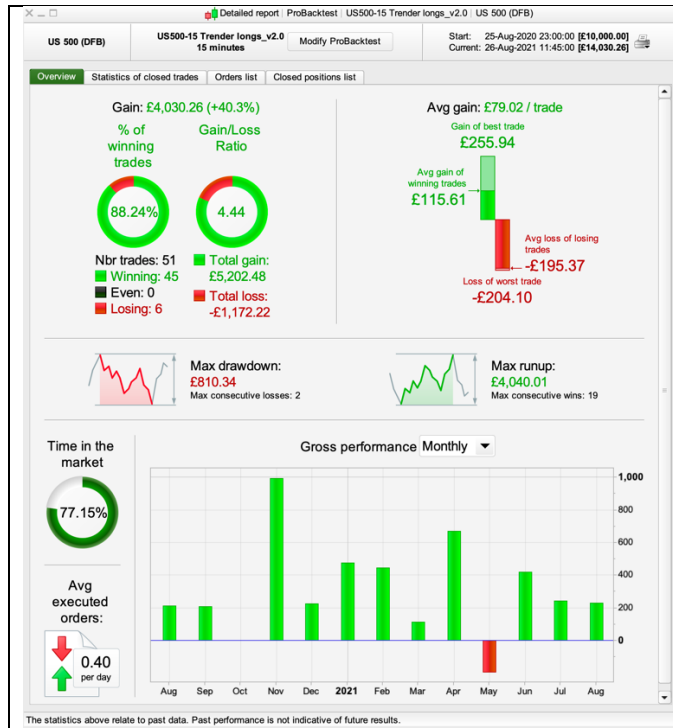 Detailed report | ProBacktest | US500-15 Trender longs_v2.0 | US 500 (DFB)
US 500 (DFB)
US500-15 Trender longs_v2.0
15 minutes
Modify ProBacktest
Start: 25-Aug-2020 23:00:00 [£10,000.00]
Current: 26-Aug-2021 11:45:00 [£14,030.26]
Overview
Statistics of closed trades
Orders list
Closed positions list
Gain: £4,030.26 (+40.3%)
% of
winning
trades
88.24%
Gain/Loss
Ratio
4.44
Nbr trades: 51
Winning: 45
Even: 0
Losing: 6
Total gain:
£5,202.48
Total loss:
-£1,172.22
Avg gain: £79.02 / trade
Gain of best trade
£255.94
Avg gain of
winning trades
£115.61
Avg loss of losing
trades
-£195.37
Loss of worst trade
-£204.10
Max drawdown:
£810.34
Max consecutive losses: 2
Max runup:
£4,040.01
Max consecutive wins: 19
Time in the
market
77.15%
Avg
executed
orders:
0.40
per day
Gross performance
Monthly
1,000
800
600
400
200
0
Aug Sep Oct Nov Dec 2021 Feb Mar Apr May Jun Jul Aug
The statistics above relate to past data. Past performance is not indicative of future results.